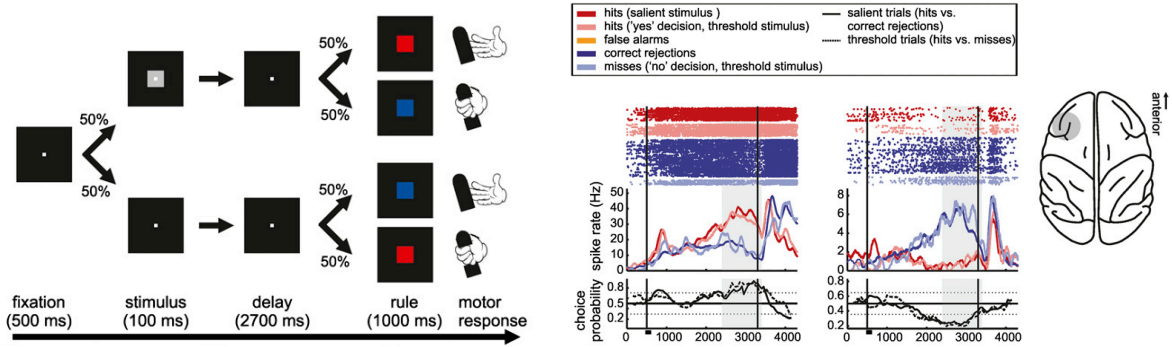 50%
50%
50%
50%
50%
50%
fixation
(500 ms)
stimulus
(100 ms)
delay
(2700 ms)
rule
(1000 ms)
motor
response
hits (salient stimulus )
hits ('yes' decision, threshold stimulus)
false alarms
correct rejections
misses ('no' decision, threshold stimulus)
salient trials (hits vs.
correct rejections)
threshold trials (hits vs. misses)
spike rate (Hz)
50
40
30
20
10
0
8
6
4
2
0
choice
probability
0.8
0.5
0.2
0.8
0.6
0.4
0.2
0 1000 2000 3000 4000
0 1000 2000 3000 4000
anterior